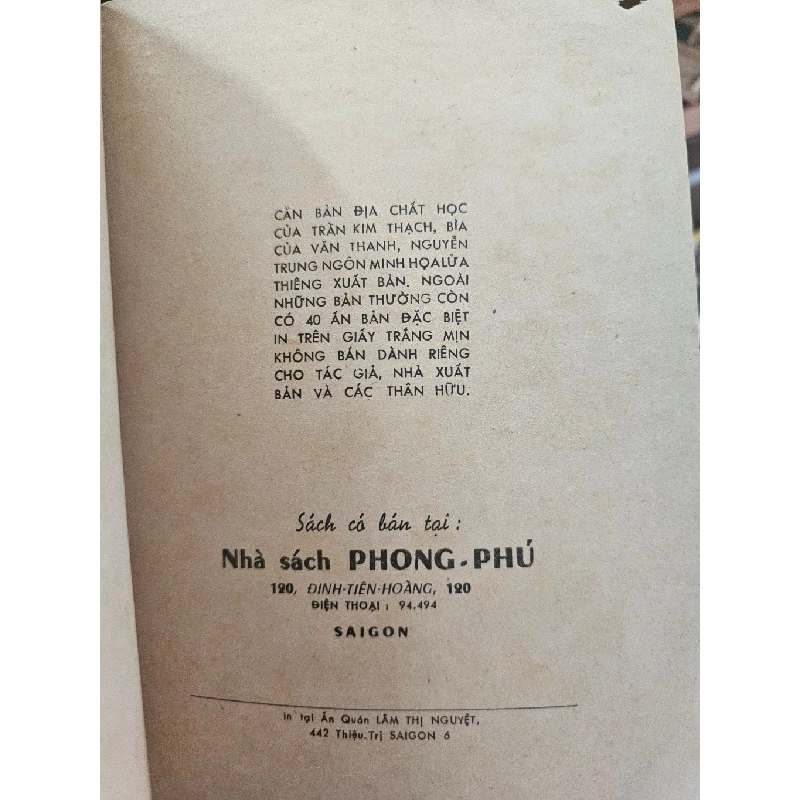 CĂN BẢN ĐỊA CHẤT HỌC
CỦA TRẦN KIM THẠCH, BÌA
CỦA VĂN THANH, NGUYỄN
TRUNG NGÔN MINH HỌA LỬA
THIÊNG XUẤT BẢN. NGOÀI
NHỮNG BẢN THƯỜNG CÒN
CÓ 40 ẤN BẢN ĐẶC BIỆT
IN TRÊN GIẤY TRẮNG MỊN
KHÔNG BÁN DÀNH RIÊNG
CHO TÁC GIẢ, NHÀ XUẤT
BẢN VÀ CÁC THÂN HỮU.
Sách có bán tại :
Nhà sách PHONG-PHÚ
120, ĐINH-TIÊN-HOÀNG, 120
ĐIỆN THOẠI : 94.494
SAIGON
In tại Ấn Quán LÂM THỊ NGUYỆT.
442 Thiệu-Trị SAIGON 6